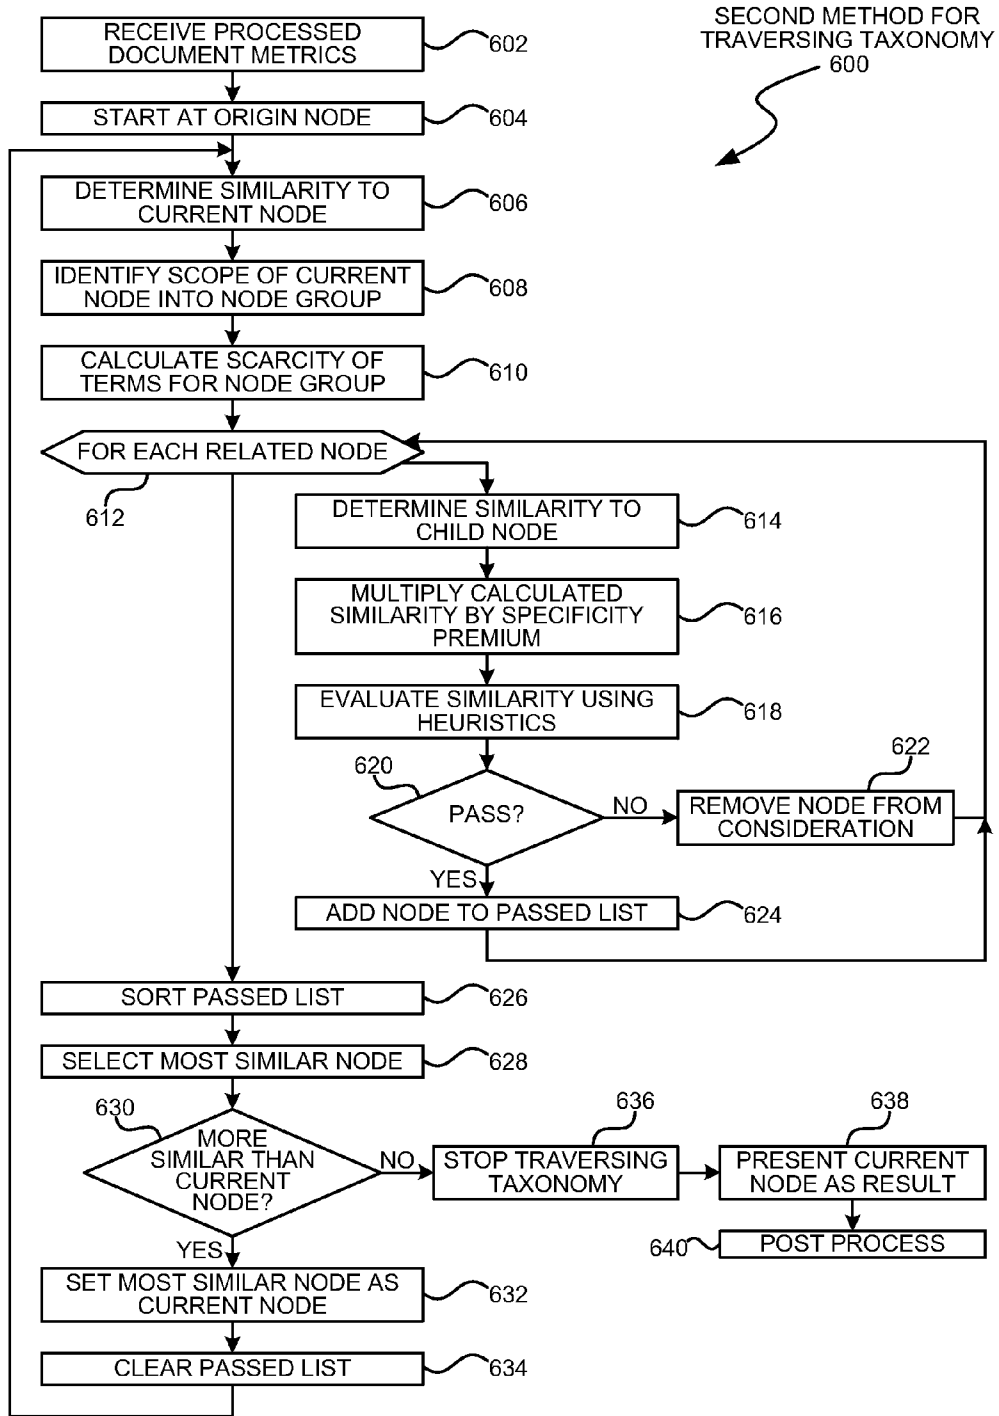 SECOND METHOD FOR
TRAVERSING TAXONOMY
600
RECEIVE PROCESSED
DOCUMENT METRICS
602
START AT ORIGIN NODE
604
DETERMINE SIMILARITY TO
CURRENT NODE
606
IDENTIFY SCOPE OF CURRENT
NODE INTO NODE GROUP
608
CALCULATE SCARCITY OF
TERMS FOR NODE GROUP
610
FOR EACH RELATED NODE
612
DETERMINE SIMILARITY TO
CHILD NODE
614
MULTIPLY CALCULATED
SIMILARITY BY SPECIFICITY
PREMIUM
616
EVALUATE SIMILARITY USING
HEURISTICS
618
620
PASS?
NO
622
REMOVE NODE FROM
CONSIDERATION
YES
ADD NODE TO PASSED LIST
624
SORT PASSED LIST
626
SELECT MOST SIMILAR NODE
628
630
MORE
SIMILAR THAN
CURRENT
NODE?
NO
636
STOP TRAVERSING
TAXONOMY
638
PRESENT CURRENT
NODE AS RESULT
640
POST PROCESS
YES
SET MOST SIMILAR NODE AS
CURRENT NODE
632
CLEAR PASSED LIST
634